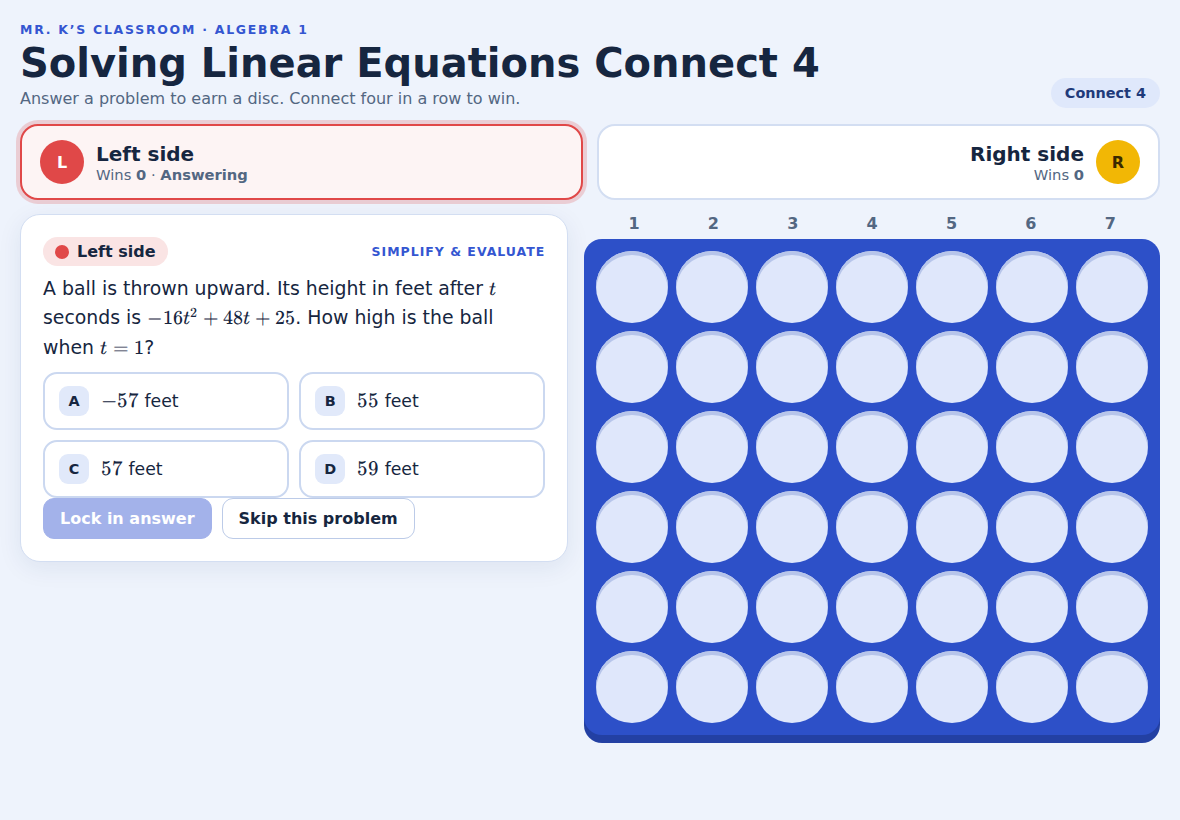 MR. K’S CLASSROOM · ALGEBRA 1
Solving Linear Equations Connect 4
Answer a problem to earn a disc. Connect four in a row to win.
Connect 4
L
Left side
Wins 0 · Answering
Right side
Wins 0
R
Left side
SIMPLIFY & EVALUATE
A ball is thrown upward. Its height in feet after t
seconds is −16t² + 48t + 25. How high is the ball
when t = 1?
A −57 feet
B 55 feet
C 57 feet
D 59 feet
Lock in answer
Skip this problem
1 2 3 4 5 6 7